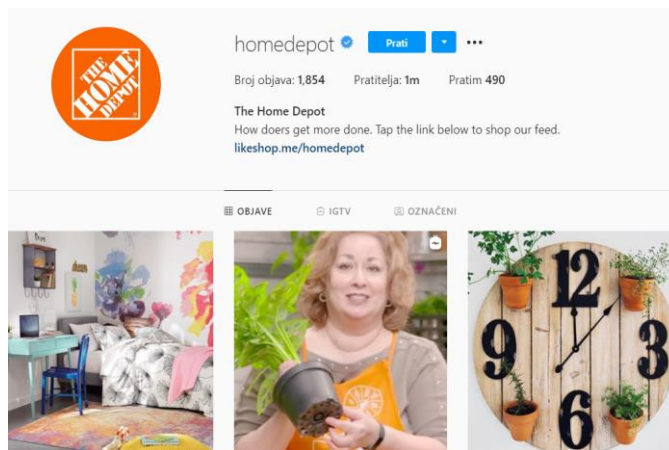 THE
HOME
DEPOT
homedepot Prati
Broj objava: 1,854 Pratitelja: 1m Pratim 490
The Home Depot
How doers get more done. Tap the link below to shop our feed.
likeshop.me/homedepot
OBJAVE IGTV OZNAČENI
12
9 3
6